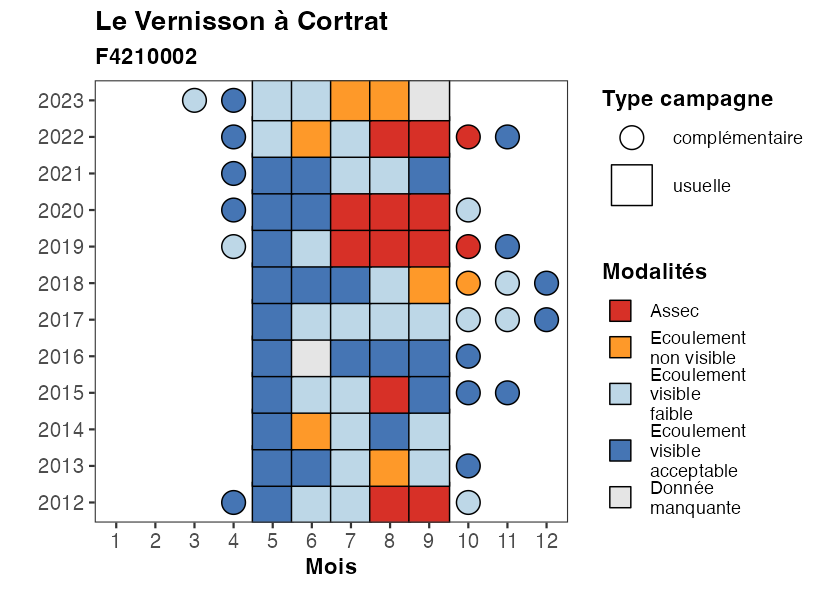 Le Vernisson à Cortrat
F4210002
2023
2022
2021
2020
2019
2018
2017
2016
2015
2014
2013
2012
1 2 3 4 5 6 7 8 9 10 11 12
Mois
Type campagne
complémentaire
usuelle
Modalités
Assec
Ecoulement
non visible
Ecoulement
visible
faible
Ecoulement
visible
acceptable
Donnée
manquante